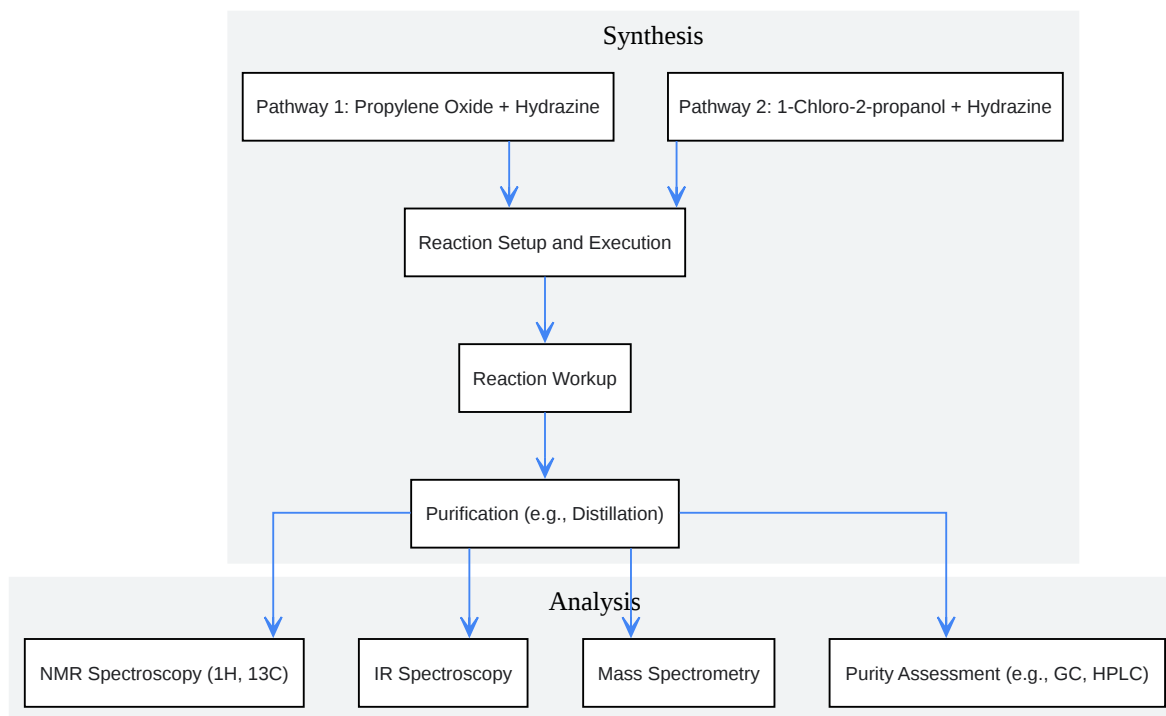 Synthesis
Pathway 1: Propylene Oxide + Hydrazine
Pathway 2: 1-Chloro-2-propanol + Hydrazine
Reaction Setup and Execution
Reaction Workup
Purification (e.g., Distillation)
Analysis
NMR Spectroscopy (1H, 13C)
IR Spectroscopy
Mass Spectrometry
Purity Assessment (e.g., GC, HPLC)